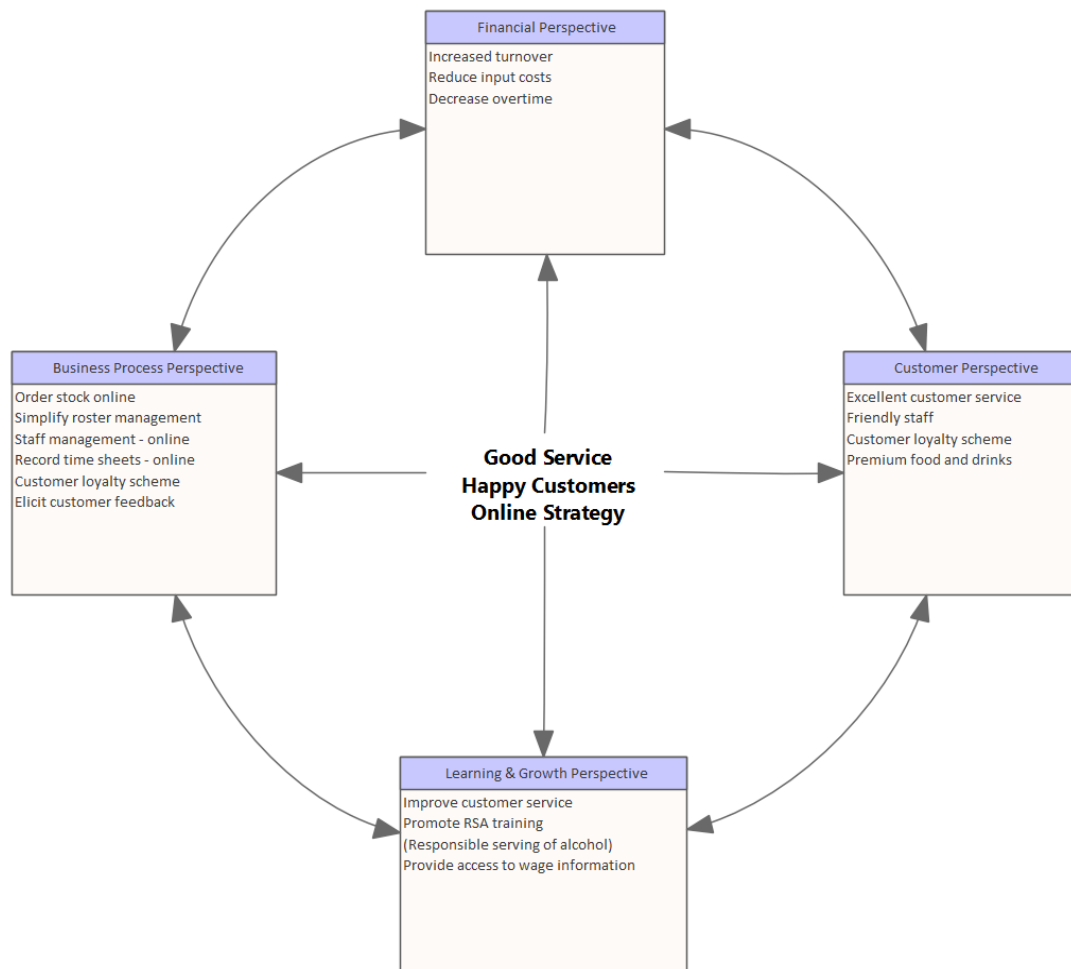 Financial Perspective
Increased turnover
Reduce input costs
Decrease overtime
Business Process Perspective
Order stock online
Simplify roster management
Staff management - online
Record time sheets - online
Customer loyalty scheme
Elicit customer feedback
Good Service
Happy Customers
Online Strategy
Customer Perspective
Excellent customer service
Friendly staff
Customer loyalty scheme
Premium food and drinks
Learning & Growth Perspective
Improve customer service
Promote RSA training
(Responsible serving of alcohol)
Provide access to wage information